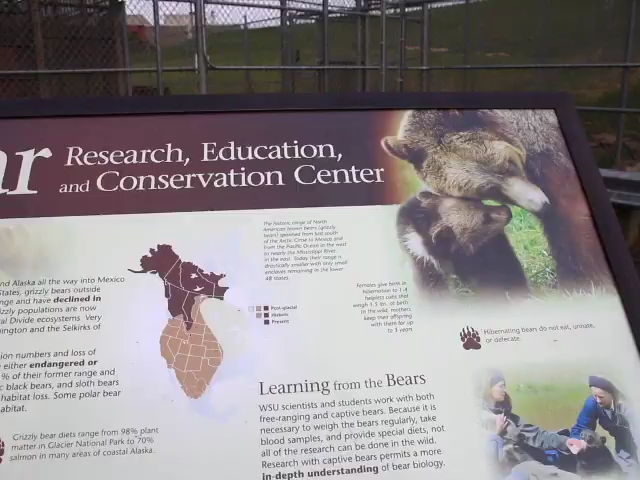 ar Research, Education,
and Conservation Center
The historic range of North
American brown bears (grizzly
bears) spanned from just south
of the Arctic Circle to Mexico and
from the Pacific Ocean in the west
to nearly the Mississippi River
in the east. Today their range is
drastically smaller with only small
enclaves remaining in the lower
48 states.
nd Alaska all the way into Mexico
States, grizzly bears outside
nge and have declined in
izzly populations are now
al Divide ecosystems. Very
ington and the Selkirks of
ion numbers and loss of
either endangered or
% of their former range and
c black bears, and sloth bears
habitat loss. Some polar bear
abitat.
Grizzly bear diets range from 98% plant
matter in Glacier National Park to 70%
salmon in many areas of coastal Alaska.
Post-glacial
Historic
Present
Females give birth in
hibernation to 1-4
helpless cubs that
weigh 1.5 lbs. at birth.
In the wild, mothers
keep their offspring
with them for up
to 3 years.
Hibernating bears do not eat, urinate,
or defecate.
Learning from the Bears
WSU scientists and students work with both
free-ranging and captive bears. Because it is
necessary to weigh the bears regularly, take
blood samples, and provide special diets, not
all of the research can be done in the wild.
Research with captive bears permits a more
in-depth understanding of bear biology.